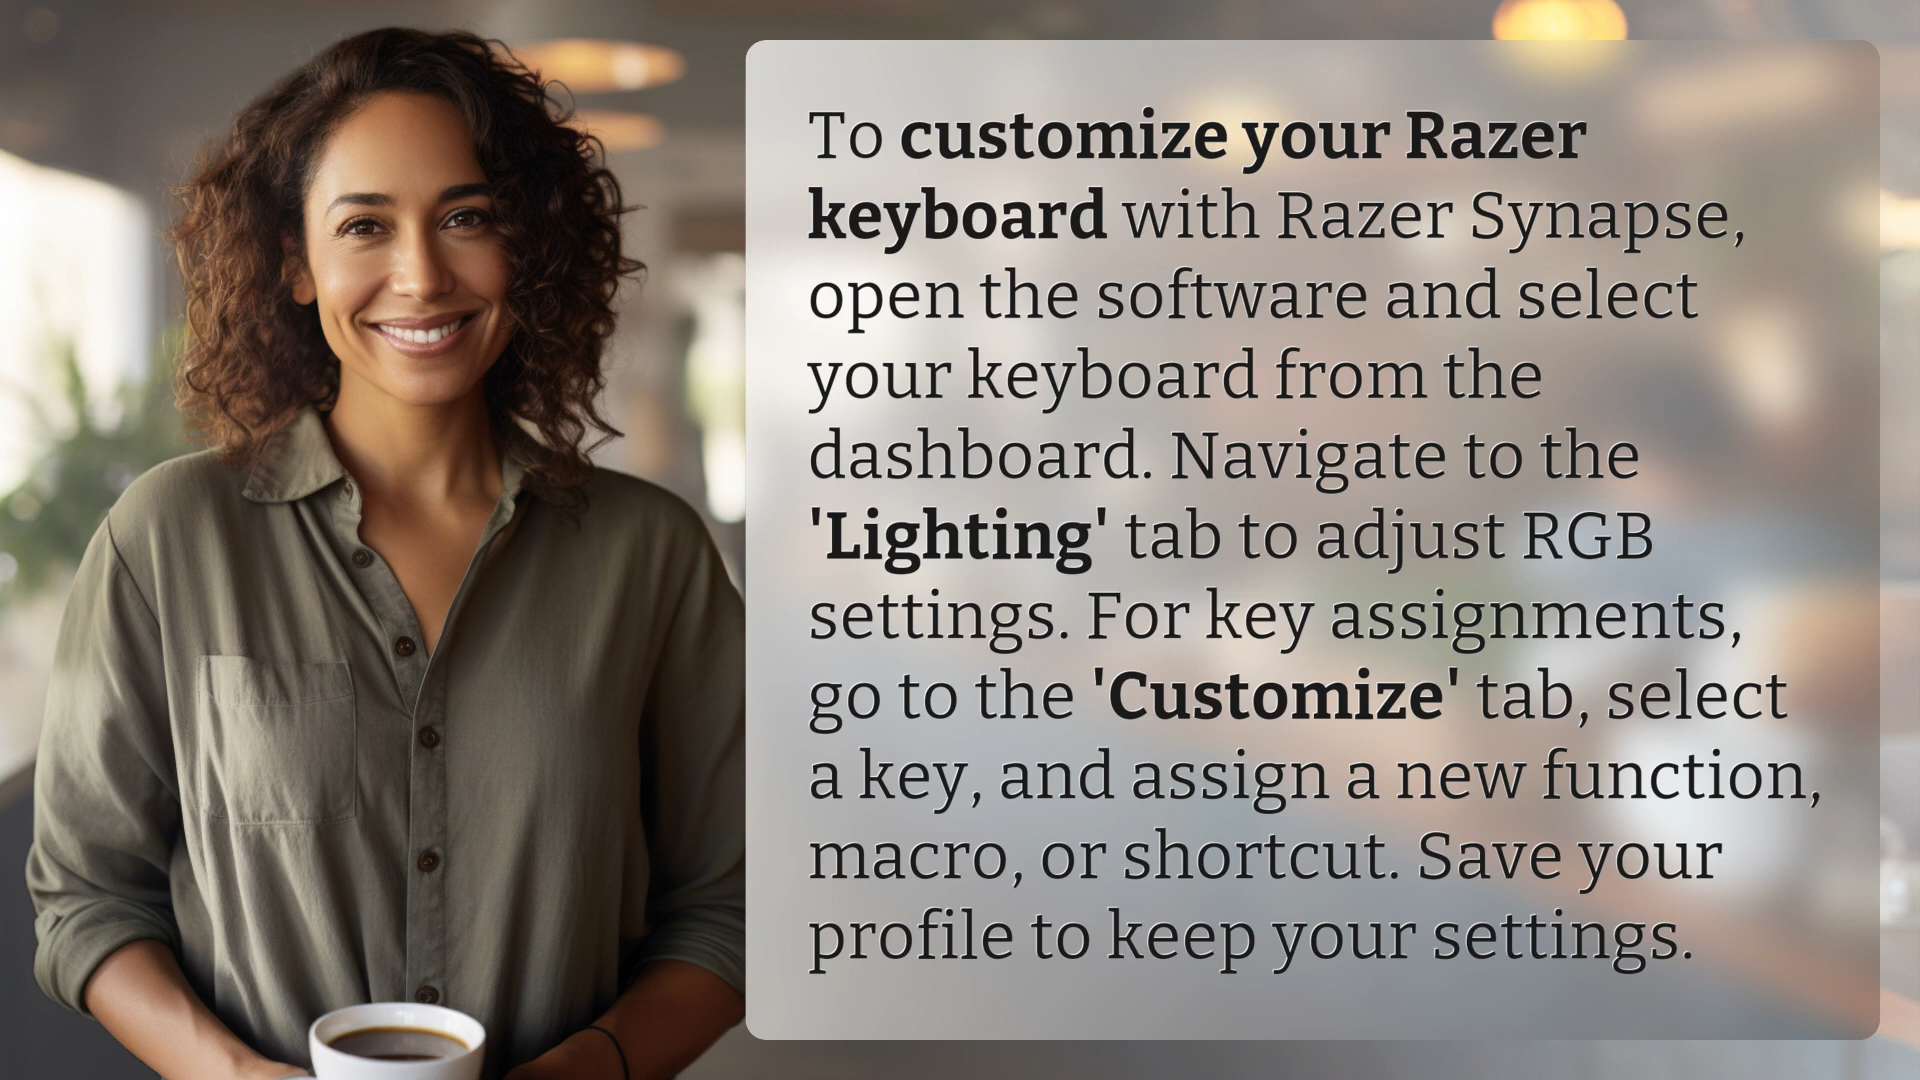 To customize your Razer
keyboard with Razer Synapse,
open the software and select
your keyboard from the
dashboard. Navigate to the
'Lighting' tab to adjust RGB
settings. For key assignments,
go to the 'Customize' tab, select
a key, and assign a new function,
macro, or shortcut. Save your
profile to keep your settings.